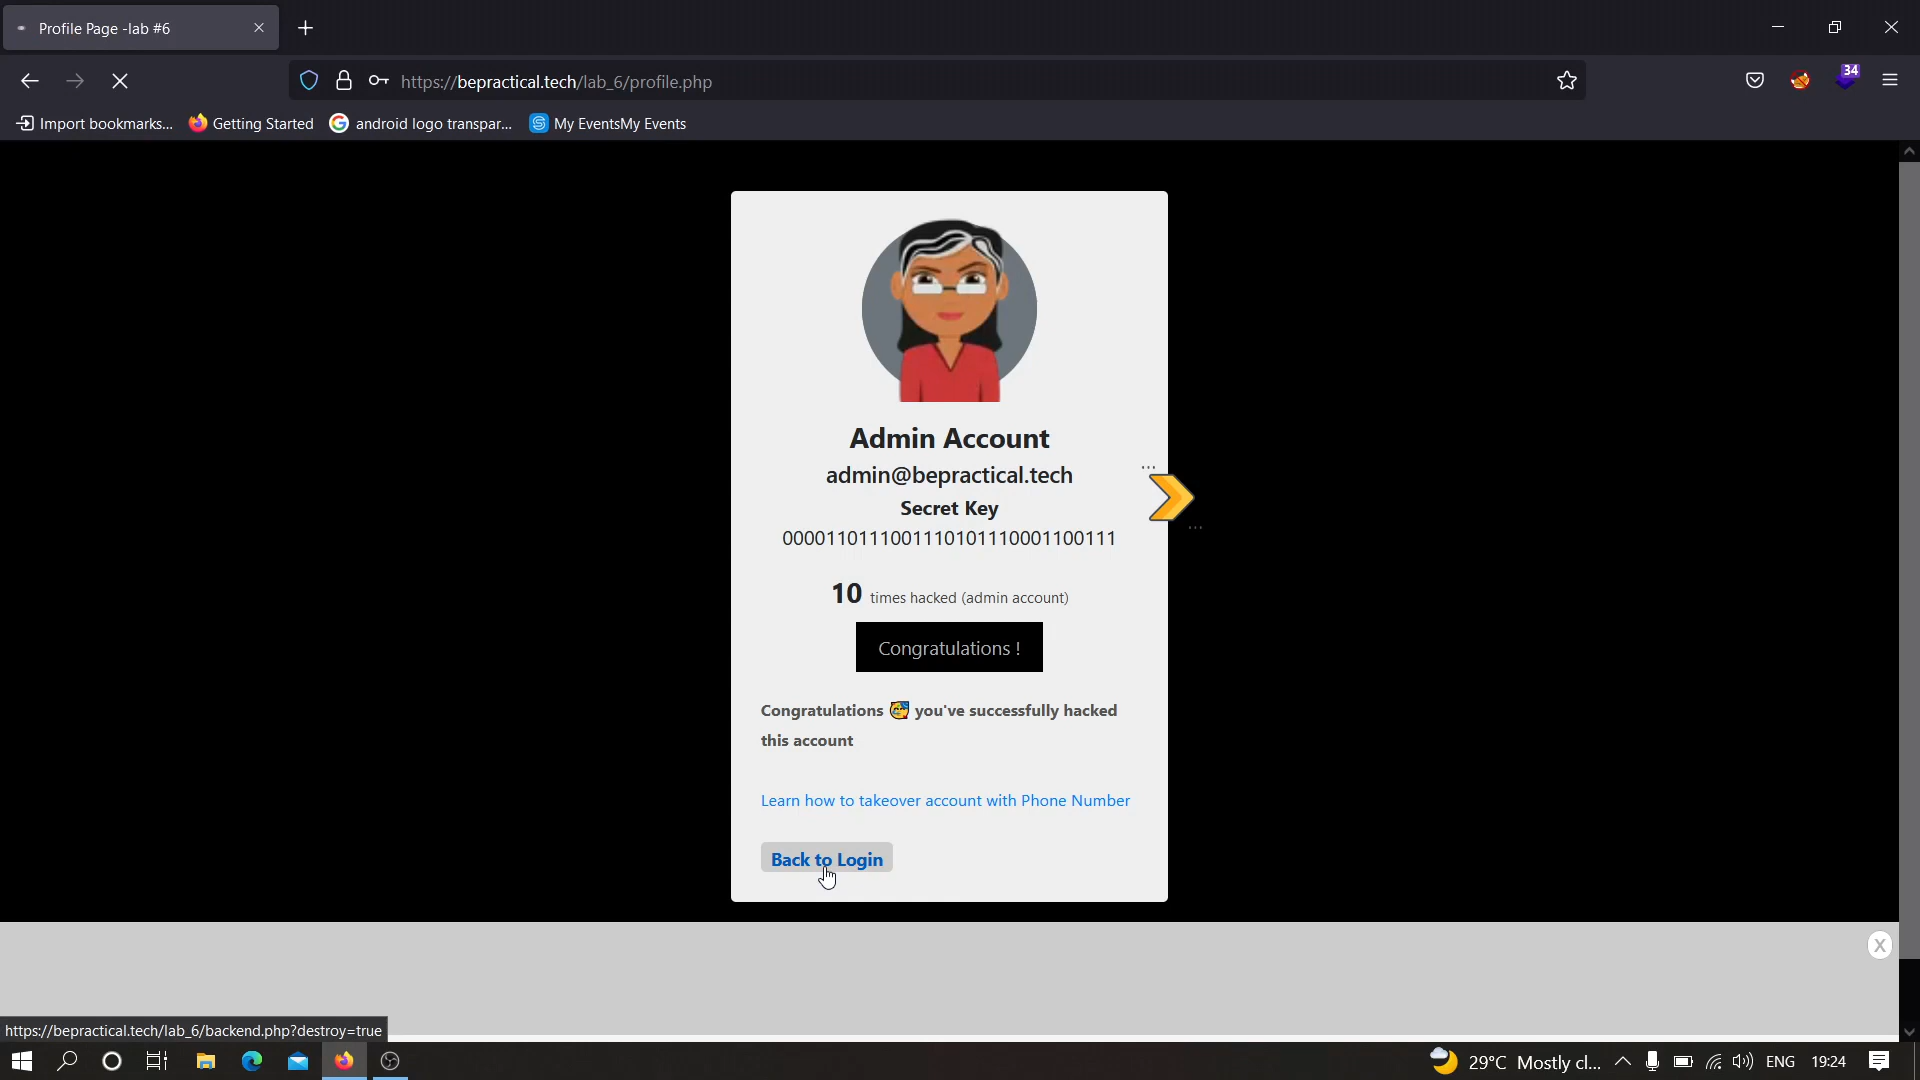 Profile Page -lab #6
https://bepractical.tech/lab_6/profile.php
34
Import bookmarks...
Getting Started
android logo transpar...
My EventsMy Events
Admin Account
admin@bepractical.tech
Secret Key
0000110111001110101110001100111
10 times hacked (admin account)
Congratulations !
Congratulations 🥳 you've successfully hacked
this account
Learn how to takeover account with Phone Number
Back to Login
X
https://bepractical.tech/lab_6/backend.php?destroy=true
29°C Mostly cl...
ENG
19:24